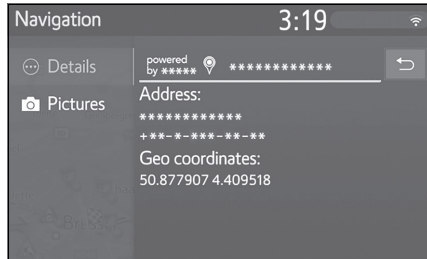 Navigation 3:19
Details
powered
by ***** ************
Pictures
Address:
************
+**-*-***-**-**
Geo coordinates:
50.877907 4.409518